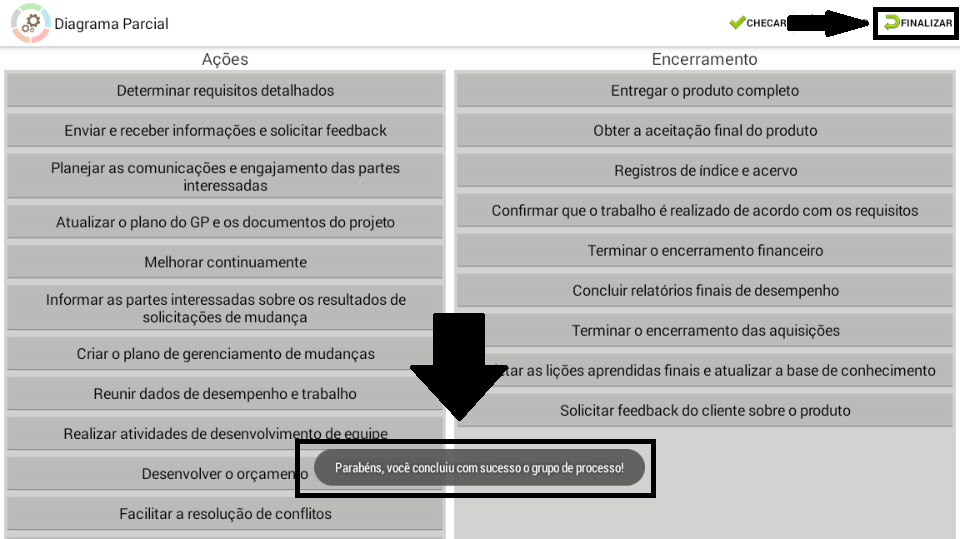 Diagrama Parcial
CHECAR
FINALIZAR
Ações
Determinar requisitos detalhados
Enviar e receber informações e solicitar feedback
Planejar as comunicações e engajamento das partes
interessadas
Atualizar o plano do GP e os documentos do projeto
Melhorar continuamente
Informar as partes interessadas sobre os resultados de
solicitações de mudança
Criar o plano de gerenciamento de mudanças
Reunir dados de desempenho e trabalho
Realizar atividades de desenvolvimento de equipe
Desenvolver o orçamento
Facilitar a resolução de conflitos
Encerramento
Entregar o produto completo
Obter a aceitação final do produto
Registros de índice e acervo
Confirmar que o trabalho é realizado de acordo com os requisitos
Terminar o encerramento financeiro
Concluir relatórios finais de desempenho
Terminar o encerramento das aquisições
as lições aprendidas finais e atualizar a base de conhecimento
Solicitar feedback do cliente sobre o produto
Parabéns, você concluiu com sucesso o grupo de processo!